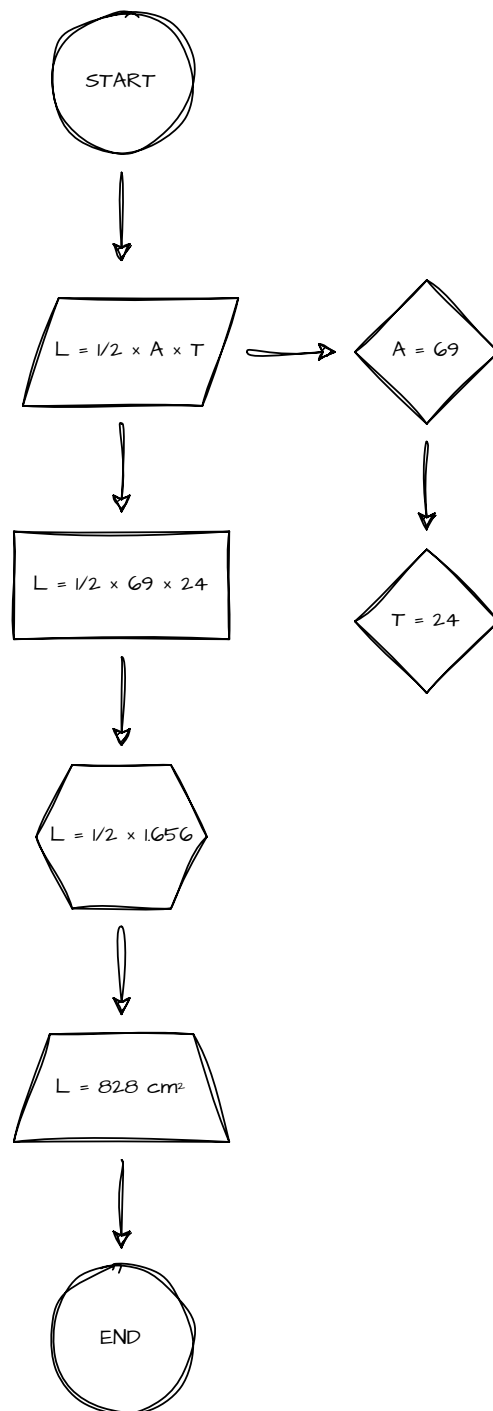 START
L = 1/2 × A × T
A = 69
L = 1/2 × 69 × 24
T = 24
L = 1/2 × 1.656
L = 828 cm²
END